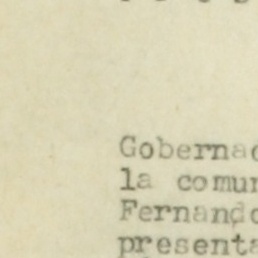 Gobernac
la comun
Fernando
presenta